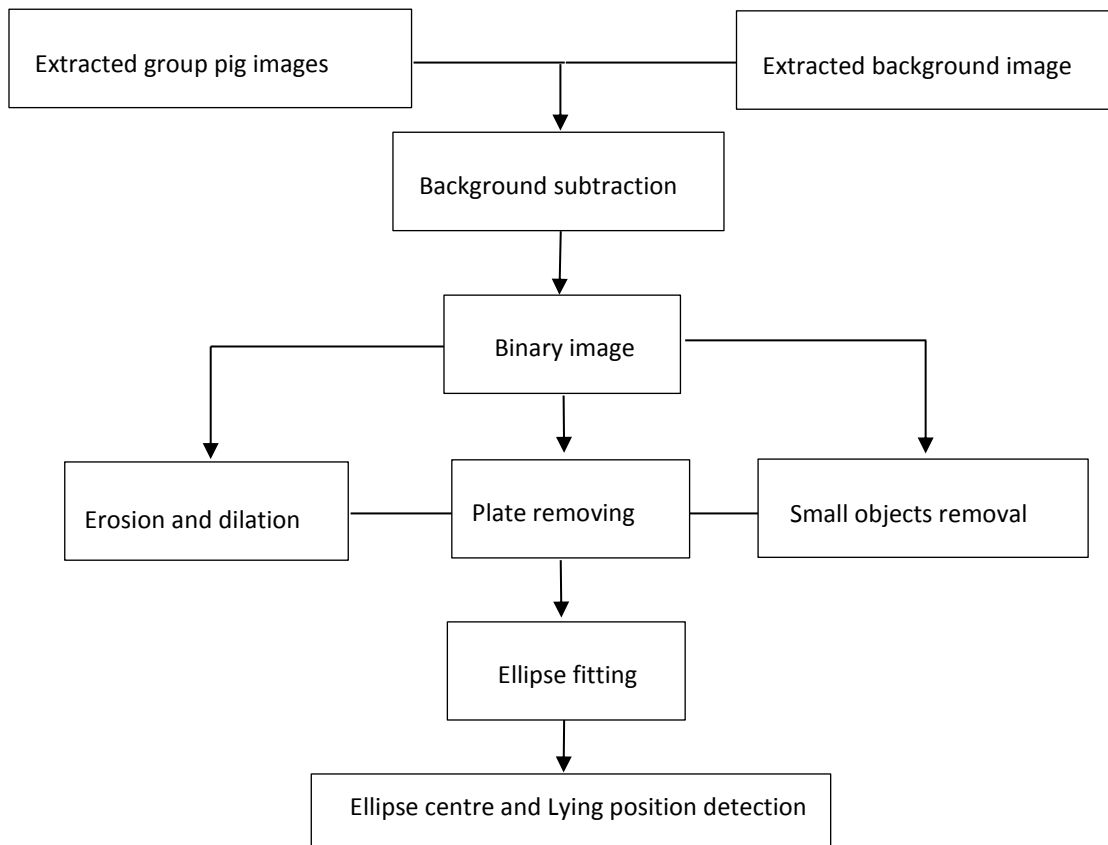 Extracted group pig images
Extracted background image
Background subtraction
Binary image
Erosion and dilation
Plate removing
Small objects removal
Ellipse fitting
Ellipse centre and Lying position detection